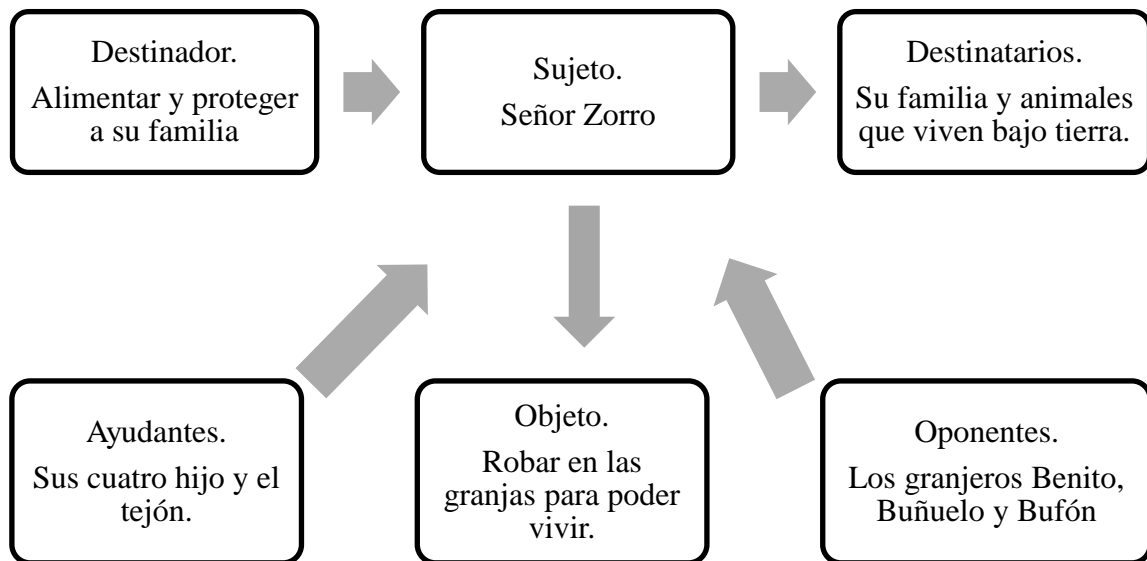 Destinador.
Alimentar y proteger
a su familia
Sujeto.
Señor Zorro
Destinatarios.
Su familia y animales
que viven bajo tierra.
Ayudantes.
Sus cuatro hijo y el
tejón.
Objeto.
Robar en las
granjas para poder
vivir.
Oponentes.
Los granjeros Benito,
Buñuelo y Bufón